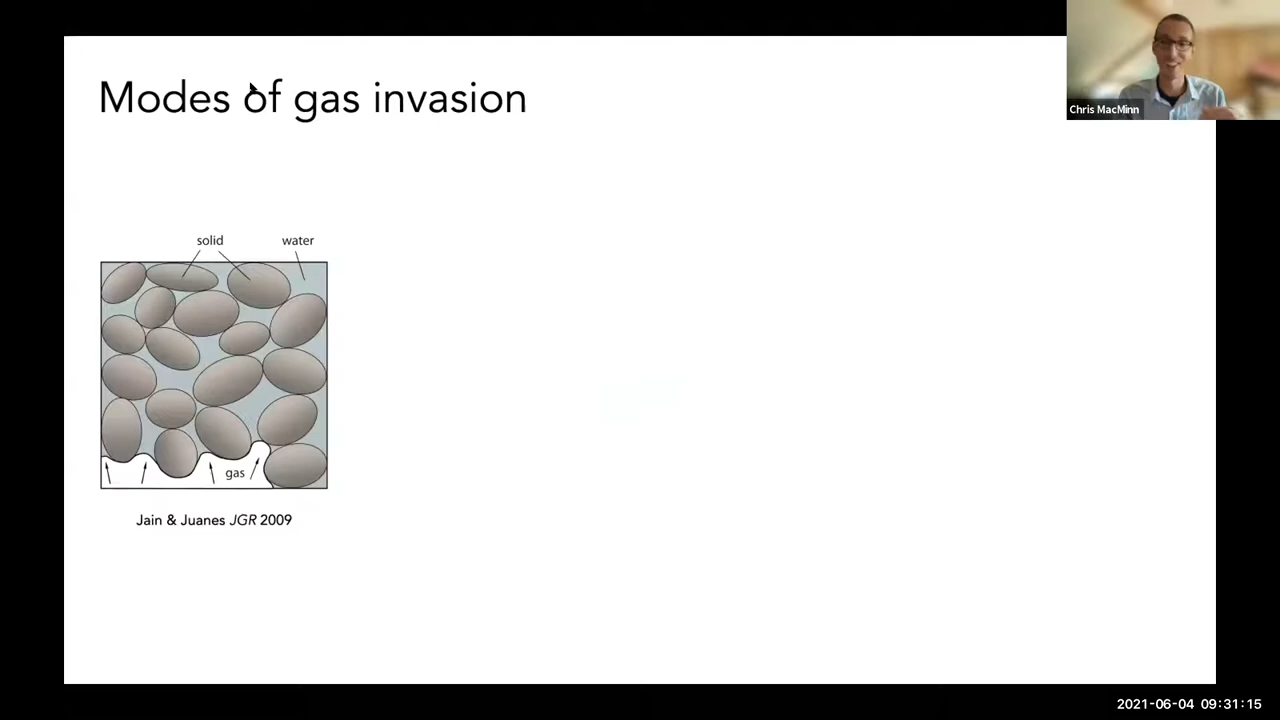 Modes of gas invasion
Chris MacMinn
solid water
gas
Jain & Juanes JGR 2009
2021-06-04 09:31:15